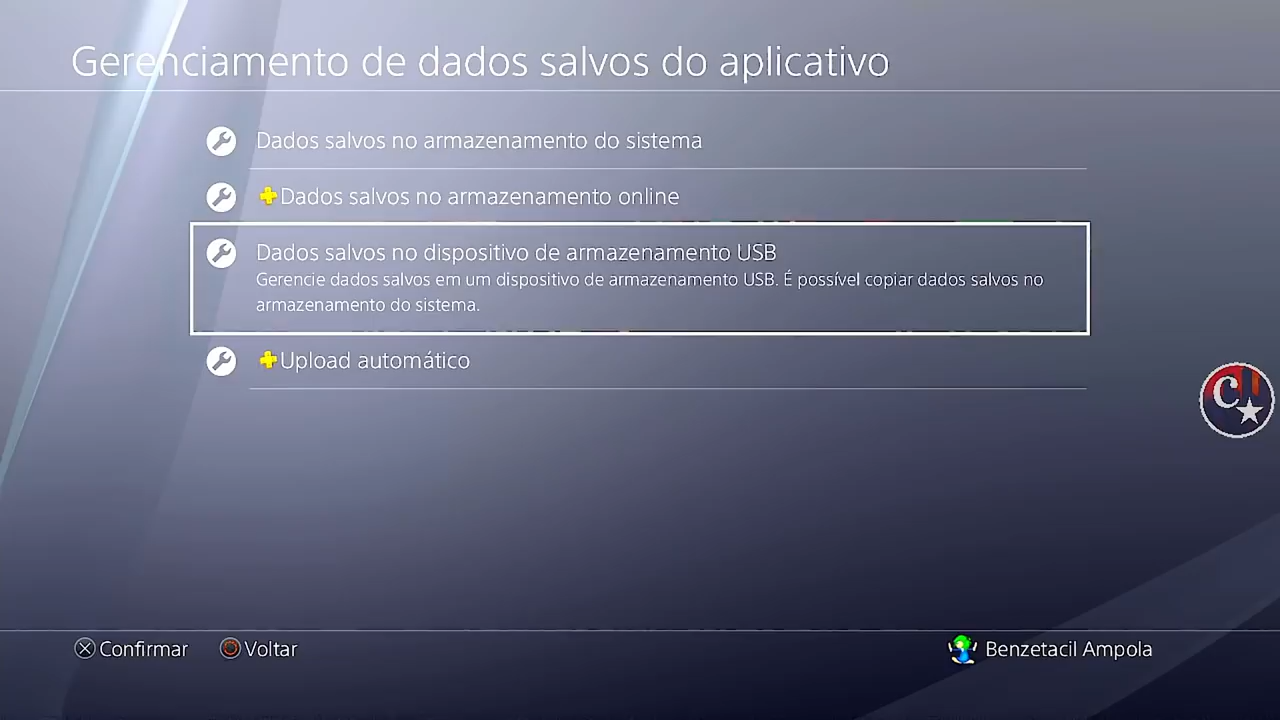 Gerenciamento de dados salvos do aplicativo
Dados salvos no armazenamento do sistema
Dados salvos no armazenamento online
Dados salvos no dispositivo de armazenamento USB
Gerencie dados salvos em um dispositivo de armazenamento USB. É possível copiar dados salvos no
armazenamento do sistema.
Upload automático
C
Confirmar
Voltar
Benzetacil Ampola